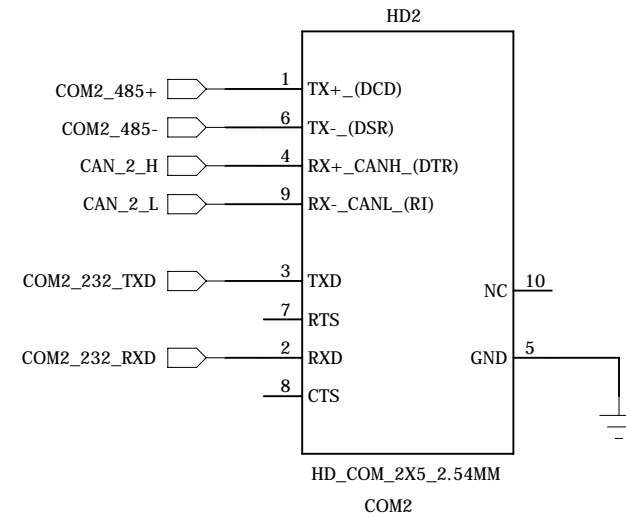 HD2
COM2_485+ 1 TX+_(DCD)
COM2_485- 6 TX-_(DSR)
CAN_2_H 4 RX+_CANH_(DTR)
CAN_2_L 9 RX-_CANL_(RI)
COM2_232_TXD 3 TXD
NC 10
7 RTS
COM2_232_RXD 2 RXD GND 5
8 CTS
HD_COM_2X5_2.54MM
COM2